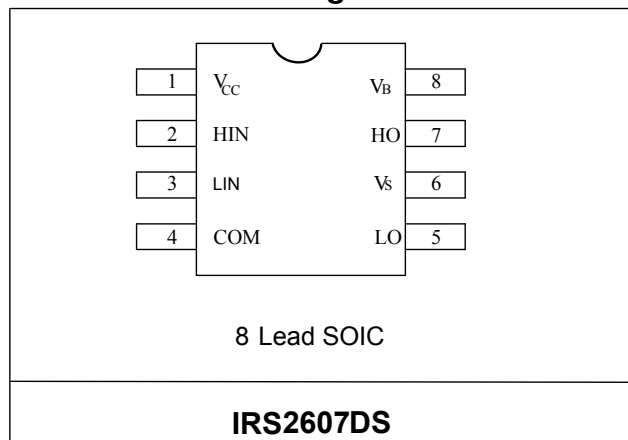 1 VCC VB 8
2 HIN HO 7
3 LIN VS 6
4 COM LO 5
8 Lead SOIC
IRS2607DS